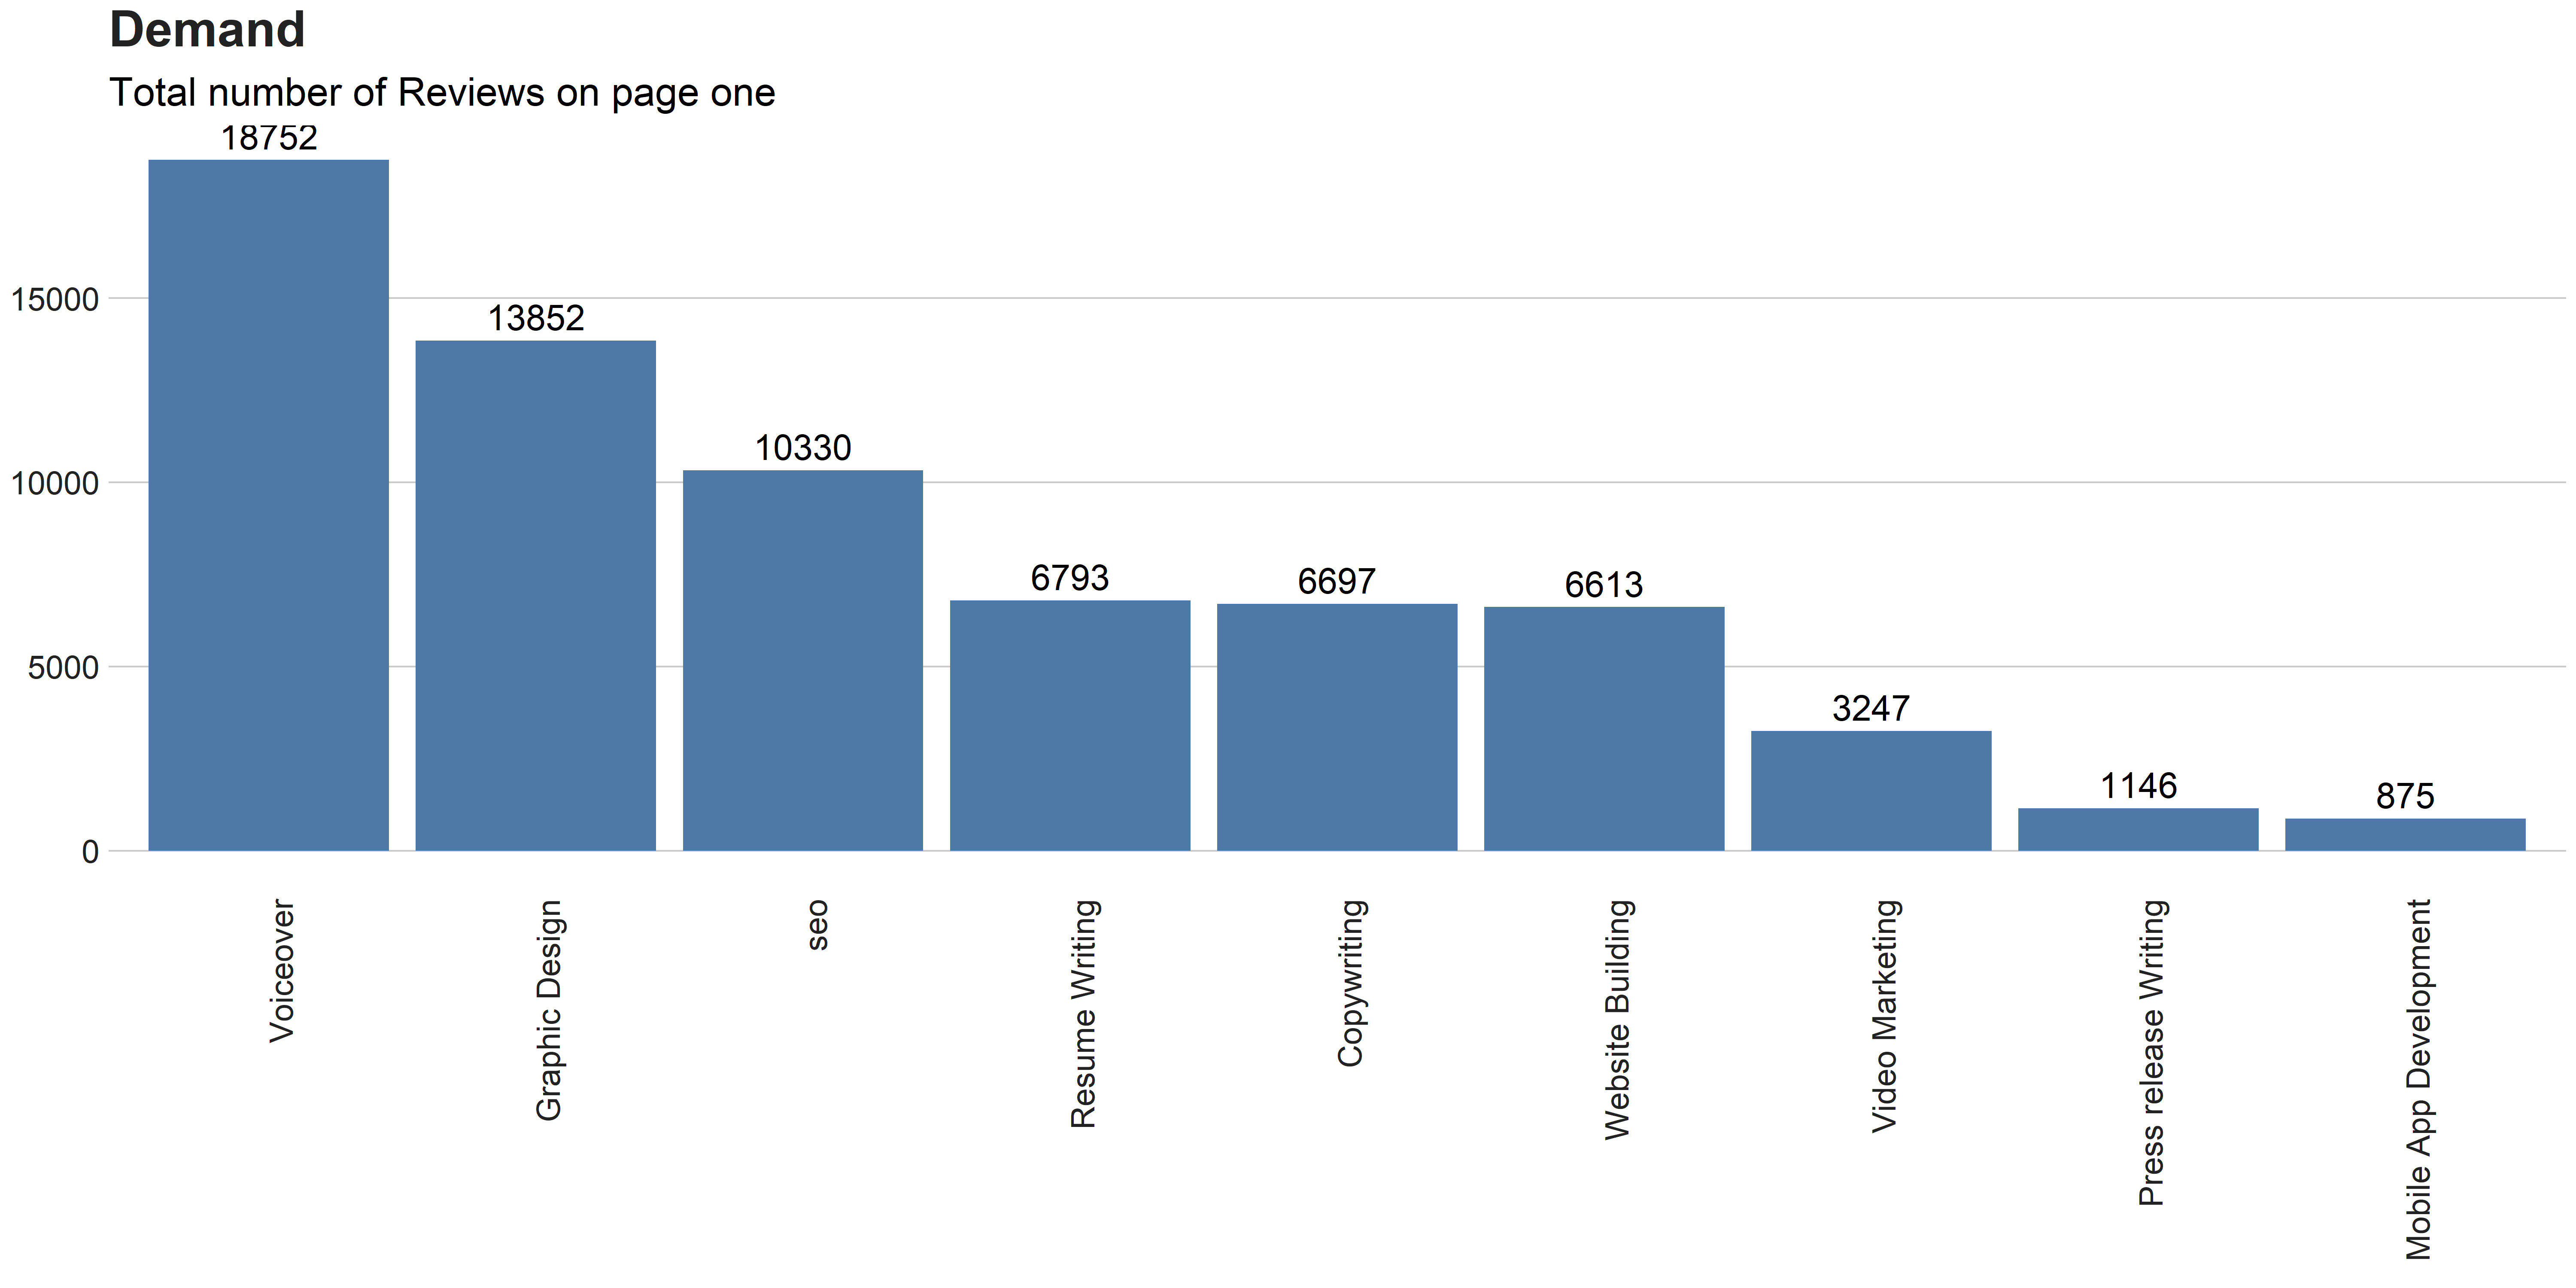 Demand
Total number of Reviews on page one
18752
15000
13852
10330
10000
6793
6697
6613
5000
3247
1146
875
0
Voiceover
Graphic Design
seo
Resume Writing
Copywriting
Website Building
Video Marketing
Press release Writing
Mobile App Development